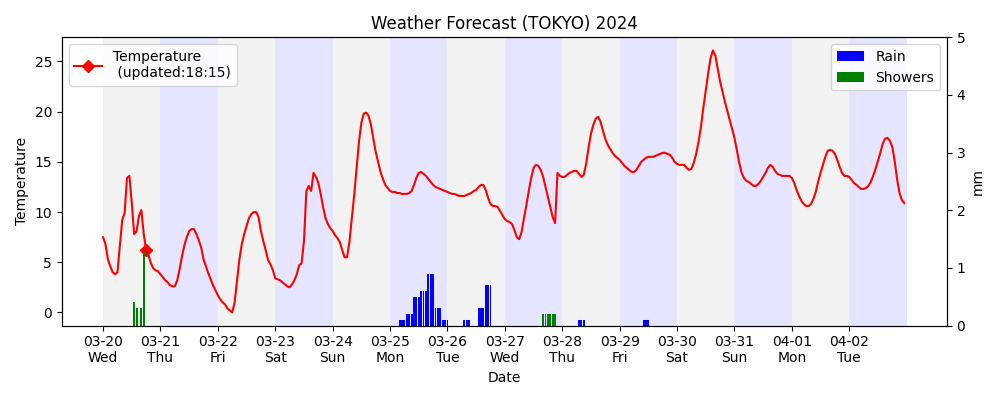 Weather Forecast (TOKYO) 2024
Temperature
(updated:18:15)
Rain
Showers
Temperature
25
20
15
10
5
0
5
4
3
2
1
0
mm
03-20 03-21 03-22 03-23 03-24 03-25 03-26 03-27 03-28 03-29 03-30 03-31 04-01 04-02
Wed Thu Fri Sat Sun Mon Tue Wed Thu Fri Sat Sun Mon Tue
Date